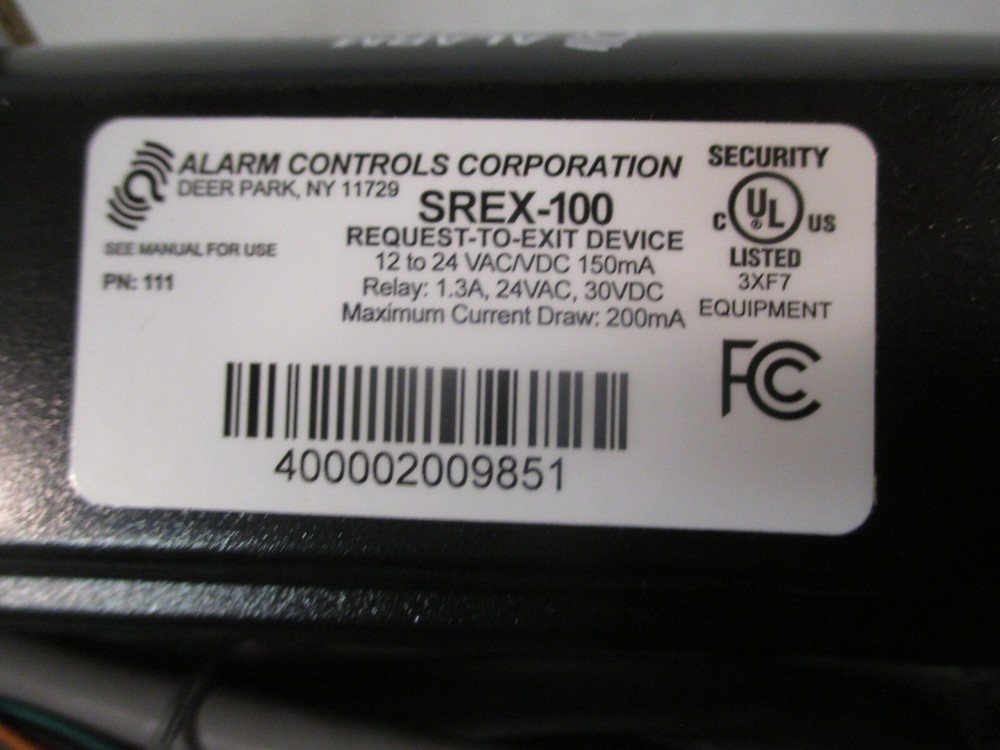 ALARM
ALARM CONTROLS CORPORATION
DEER PARK, NY 11729
SREX-100
REQUEST-TO-EXIT DEVICE
12 to 24 VAC/VDC 150mA
Relay: 1.3A, 24VAC, 30VDC
Maximum Current Draw: 200mA
SEE MANUAL FOR USE
PN: 111
SECURITY
C UL ® US
LISTED
3XF7
EQUIPMENT
FC
400002009851